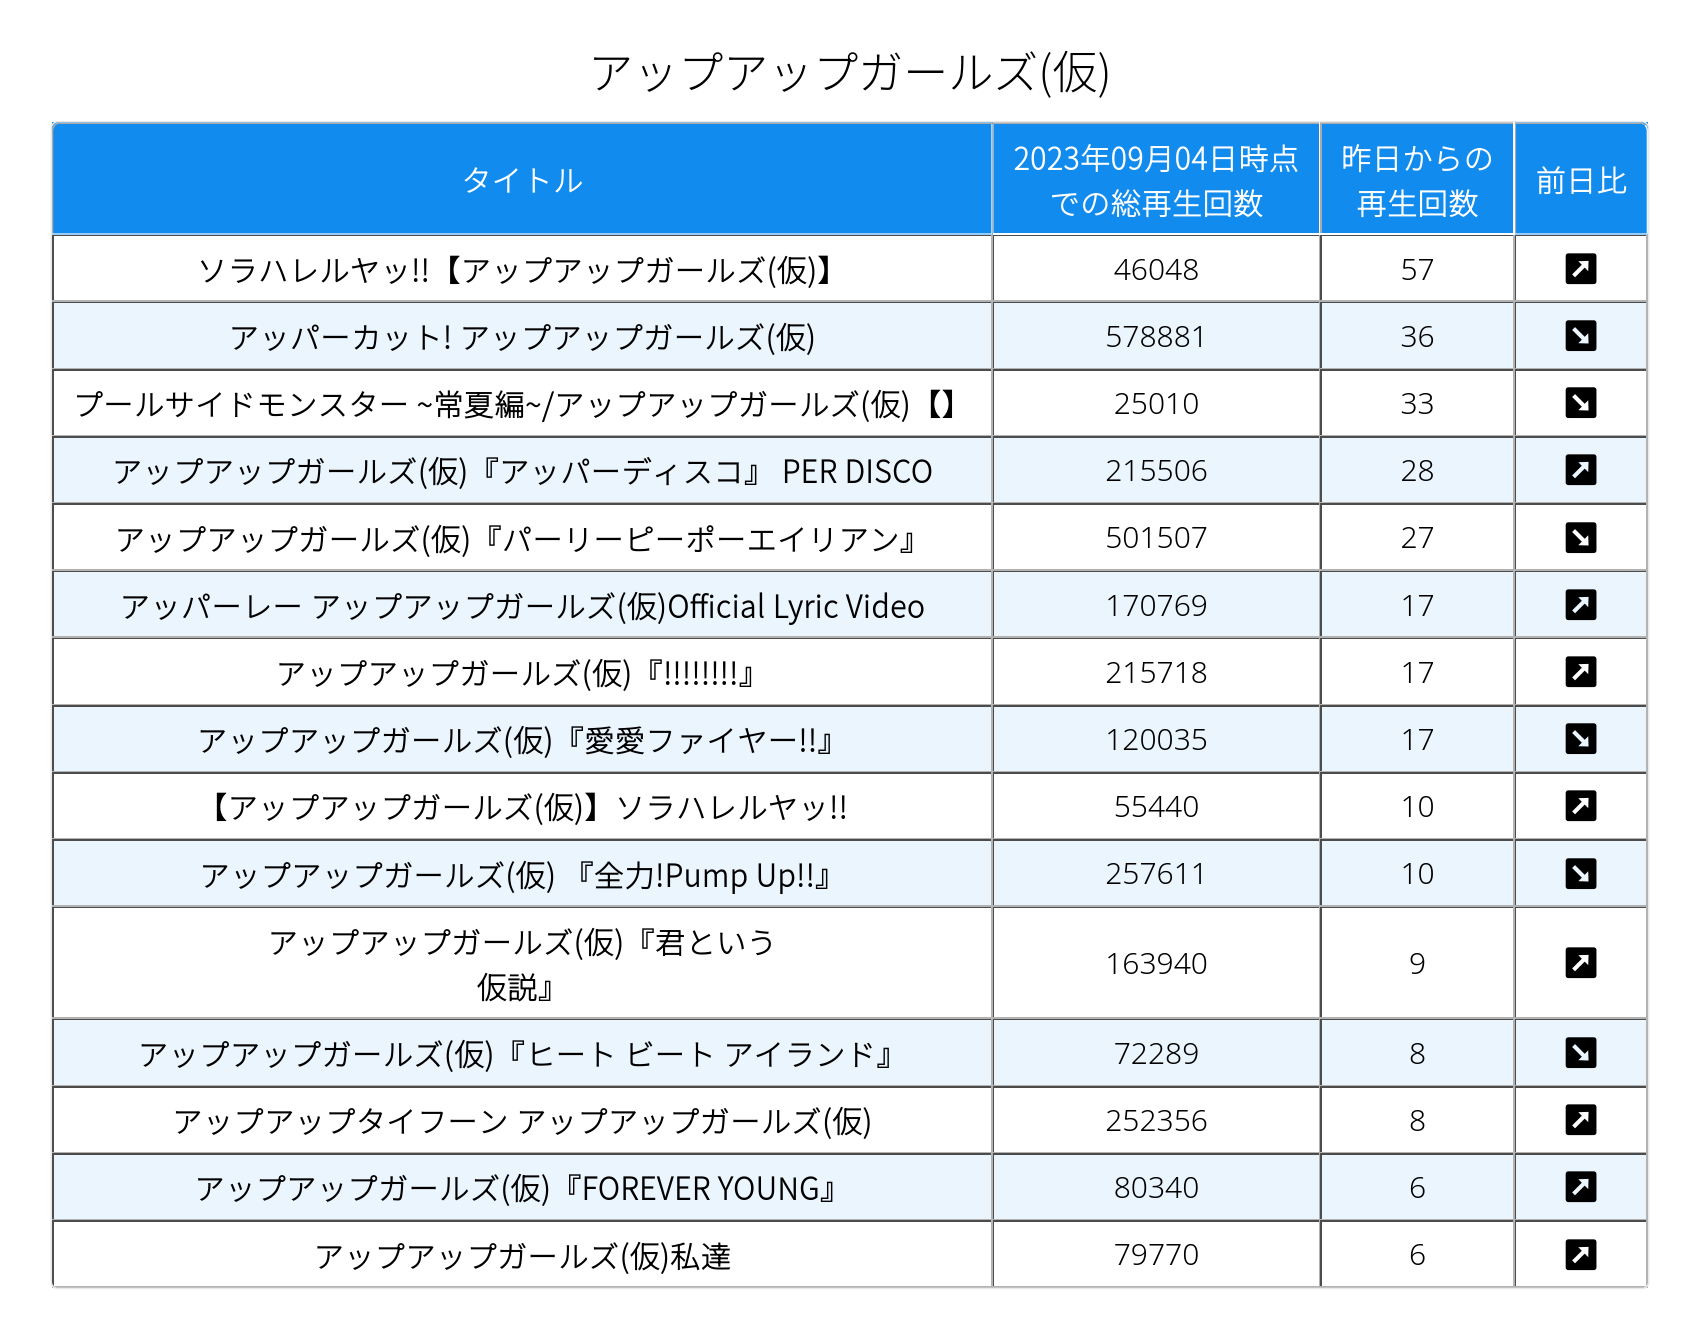 アップアップガールズ(仮)
タイトル 2023年09月04日時点での総再生回数 昨日からの再生回数 前日比
ソラハレルヤッ!!【アップアップガールズ(仮)】 46048 57
アッパーカット! アップアップガールズ(仮) 578881 36
プールサイドモンスター ~常夏編~/アップアップガールズ(仮)【】 25010 33
アップアップガールズ(仮)『アッパーディスコ』 PER DISCO 215506 28
アップアップガールズ(仮)『パーリーピーポーエイリアン』 501507 27
アッパーレー アップアップガールズ(仮)Official Lyric Video 170769 17
アップアップガールズ(仮)『!!!!!!!!』 215718 17
アップアップガールズ(仮)『愛愛ファイヤー!!』 120035 17
【アップアップガールズ(仮)】ソラハレルヤッ!! 55440 10
アップアップガールズ(仮) 『全力!Pump Up!!』 257611 10
アップアップガールズ(仮)『君という
仮説』 163940 9
アップアップガールズ(仮)『ヒート ビート アイランド』 72289 8
アップアップタイフーン アップアップガールズ(仮) 252356 8
アップアップガールズ(仮)『FOREVER YOUNG』 80340 6
アップアップガールズ(仮)私達 79770 6